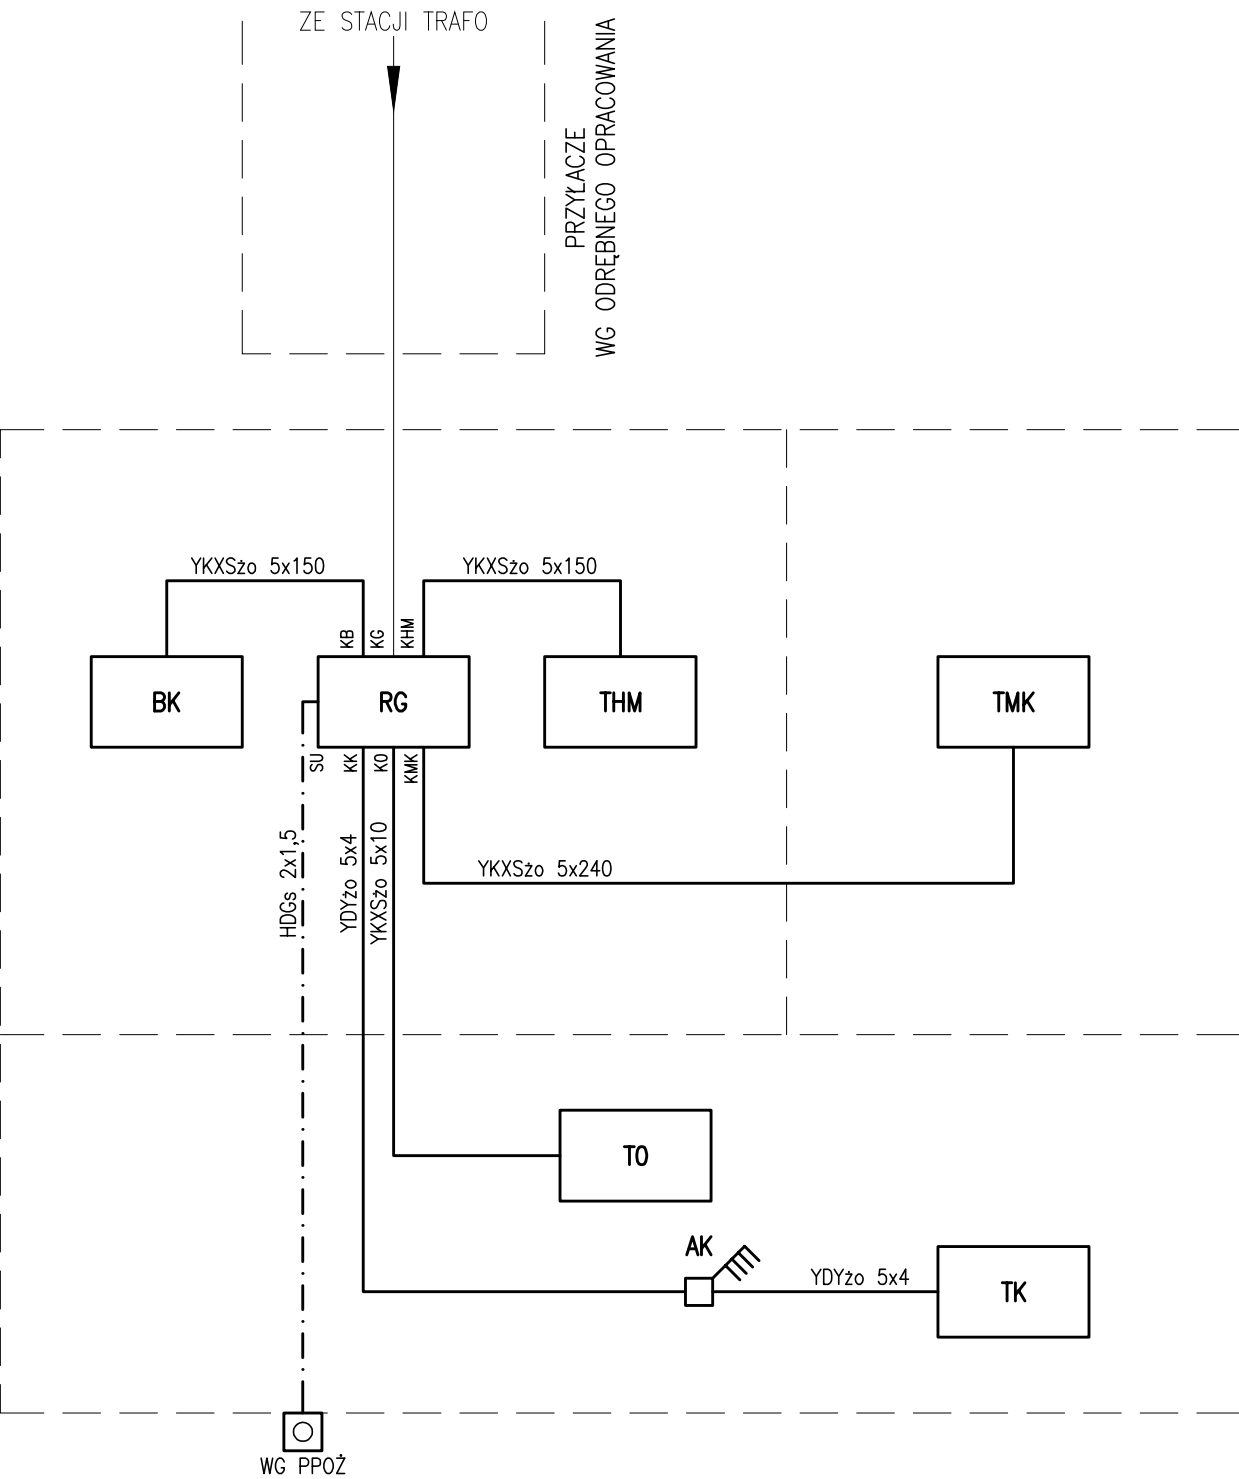 ZE STACJI TRAFO
PRZYŁĄCZE
WG ODRĘBNEGO OPRACOWANIA
YKXSżo 5x150
YKXSżo 5x150
KB
KG
KHM
BK
RG
THM
TMK
SU
KK
KO
KMK
HDGs 2x1,5
YDYżo 5x4
YKXSżo 5x10
YKXSżo 5x240
TO
AK
YDYżo 5x4
TK
WG PPOŻ